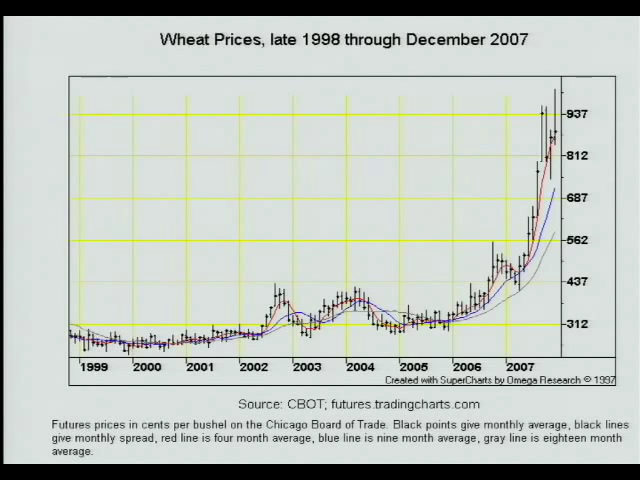 Wheat Prices, late 1998 through December 2007
937
812
687
562
437
312
1999 2000 2001 2002 2003 2004 2005 2006 2007
Created with SuperCharts by Omega Research © 1997
Source: CBOT; futures.tradingcharts.com
Futures prices in cents per bushel on the Chicago Board of Trade. Black points give monthly average, black lines
give monthly spread, red line is four month average, blue line is nine month average, gray line is eighteen month
average.